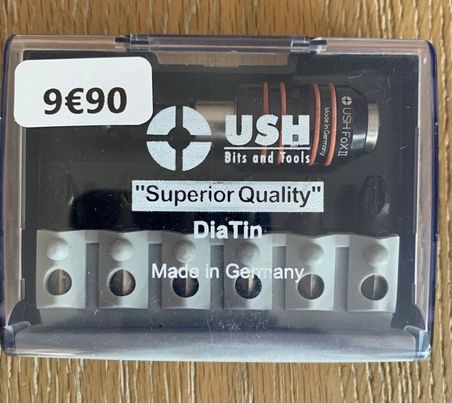 9€90
USH
Bits and Tools
"Superior Quality"
DiaTin
Made in Germany
USH FoX II
Made in Germany